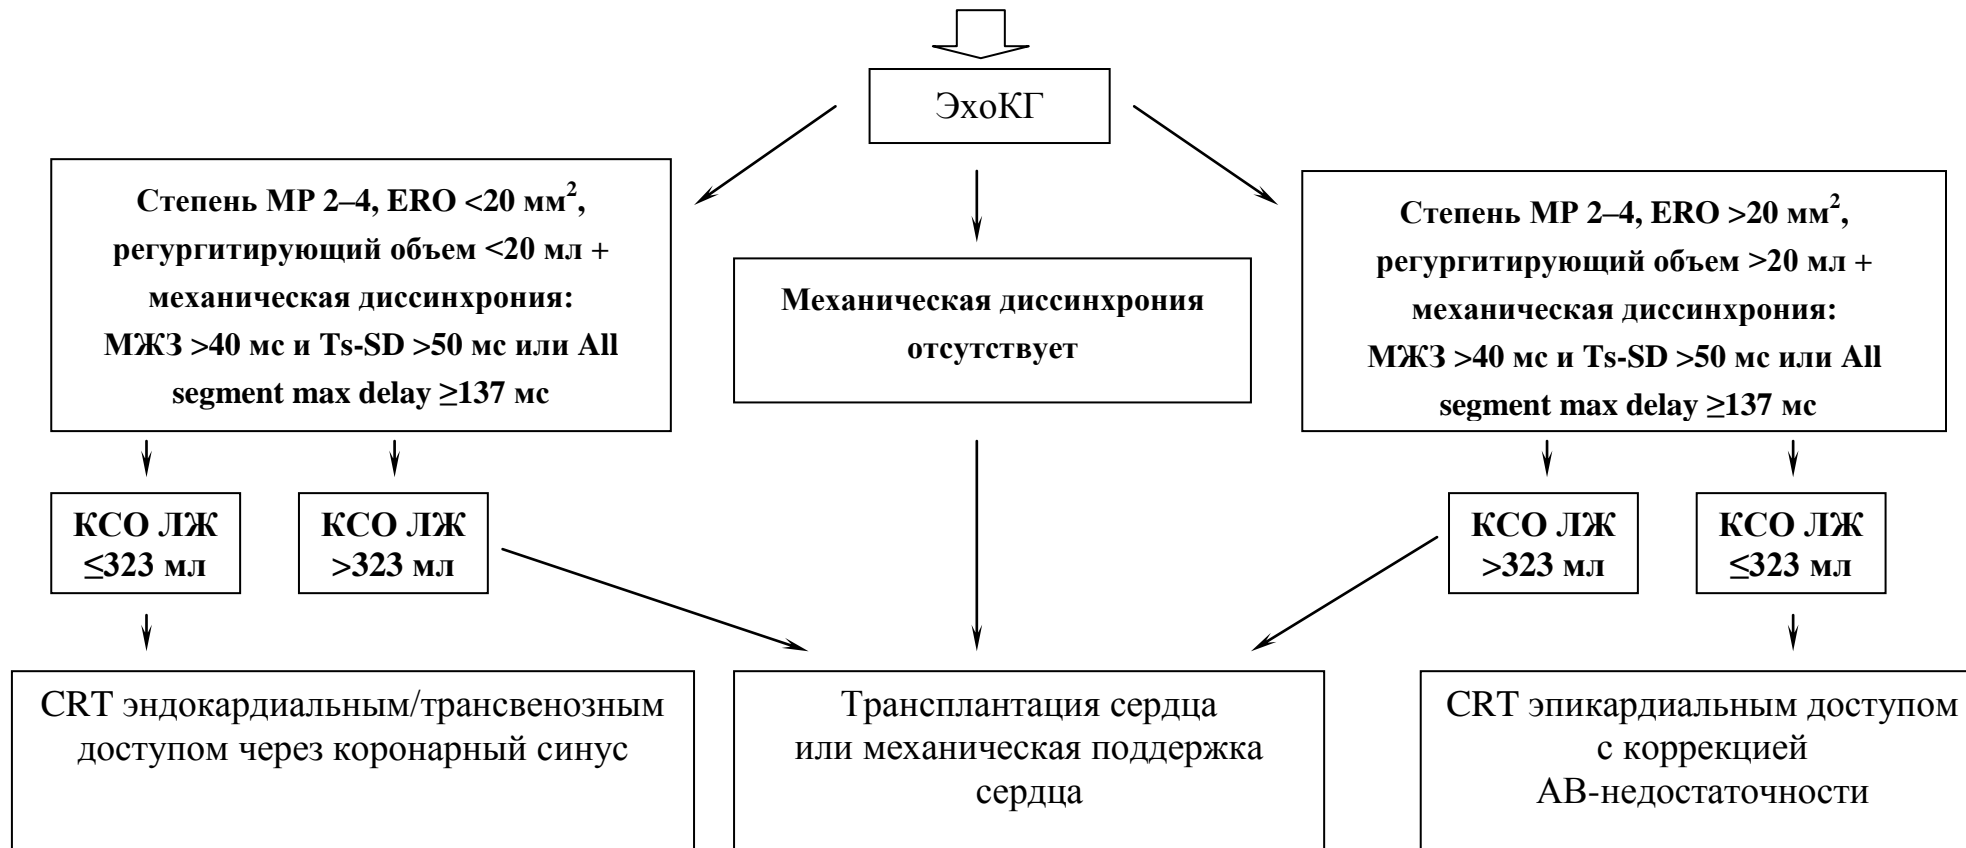 ЭхоКГ
Степень МР 2–4, ERO <20 мм²,
регургитирующий объем <20 мл +
механическая диссинхрония:
МЖЗ >40 мс и Ts-SD >50 мс или All
segment max delay ≥137 мс
Механическая диссинхрония
отсутствует
Степень МР 2–4, ERO >20 мм²,
регургитирующий объем >20 мл +
механическая диссинхрония:
МЖЗ >40 мс и Ts-SD >50 мс или All
segment max delay ≥137 мс
КСО ЛЖ
≤323 мл
КСО ЛЖ
>323 мл
КСО ЛЖ
>323 мл
КСО ЛЖ
≤323 мл
CRT эндокардиальным/трансвенозным
доступом через коронарный синус
Трансплантация сердца
или механическая поддержка
сердца
CRT эпикардиальным доступом
с коррекцией
АВ-недостаточности